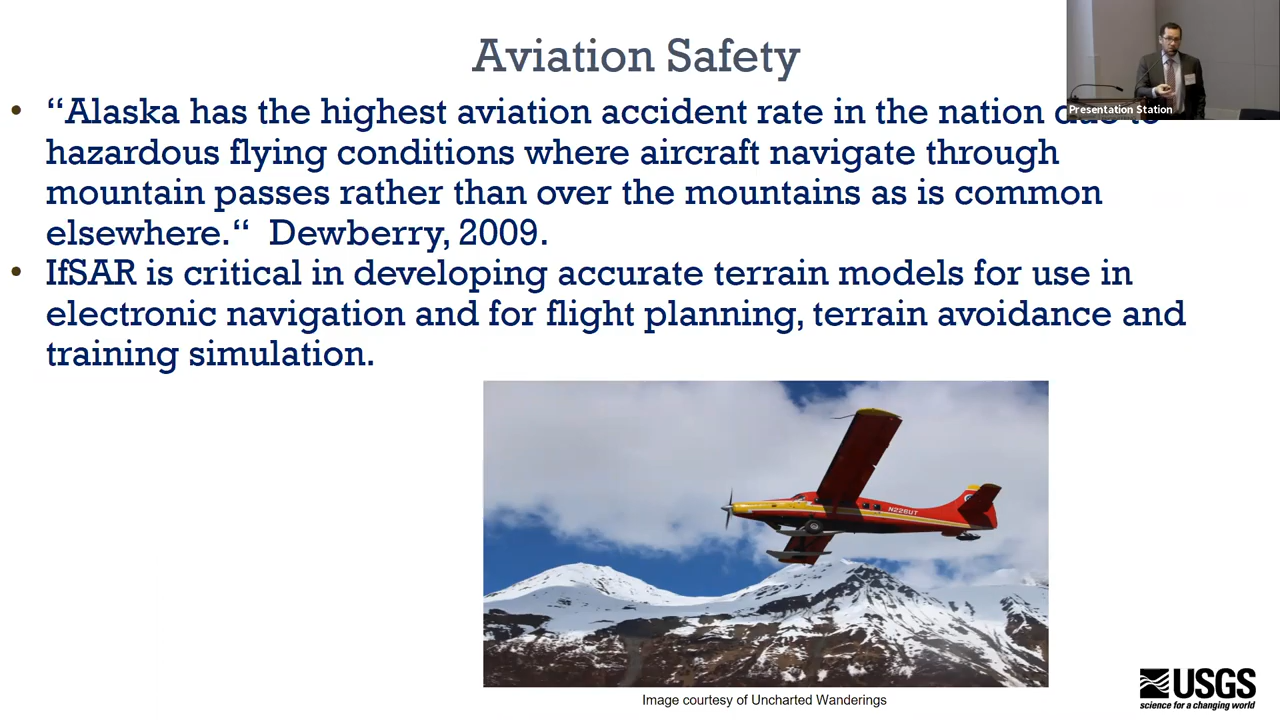 Aviation Safety
• “Alaska has the highest aviation accident rate in the nation due to
hazardous flying conditions where aircraft navigate through
mountain passes rather than over the mountains as is common
elsewhere.“ Dewberry, 2009.
• IfSAR is critical in developing accurate terrain models for use in
electronic navigation and for flight planning, terrain avoidance and
training simulation.
Presentation Station
N226UT
Image courtesy of Uncharted Wanderings
USGS
science for a changing world